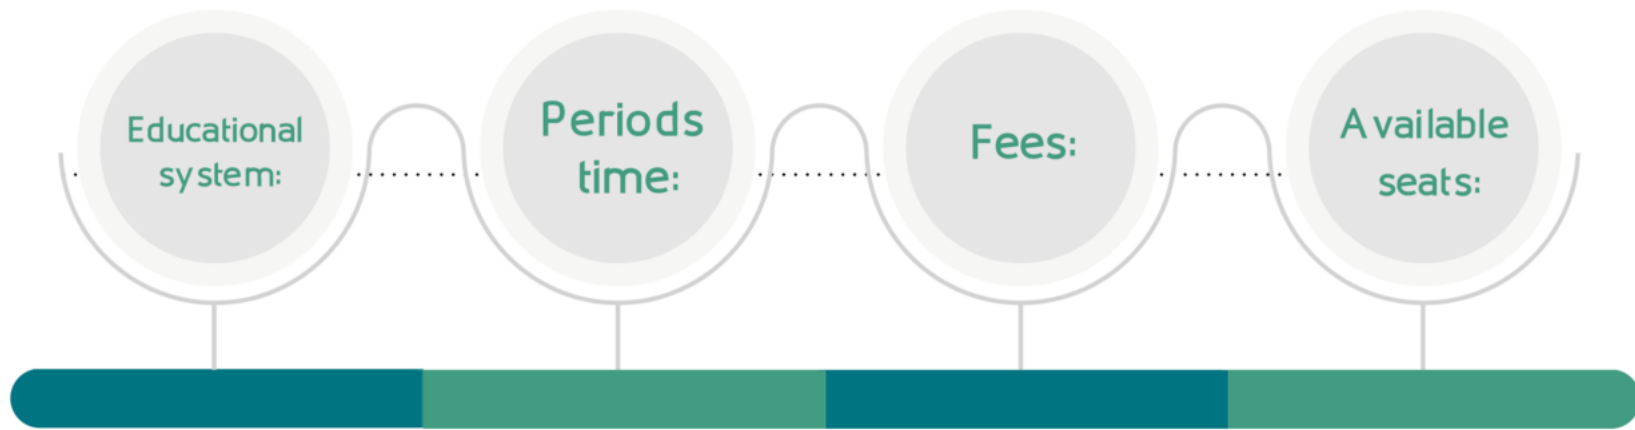 Educational
system:
Periods
time:
Fees:
Available
seats: